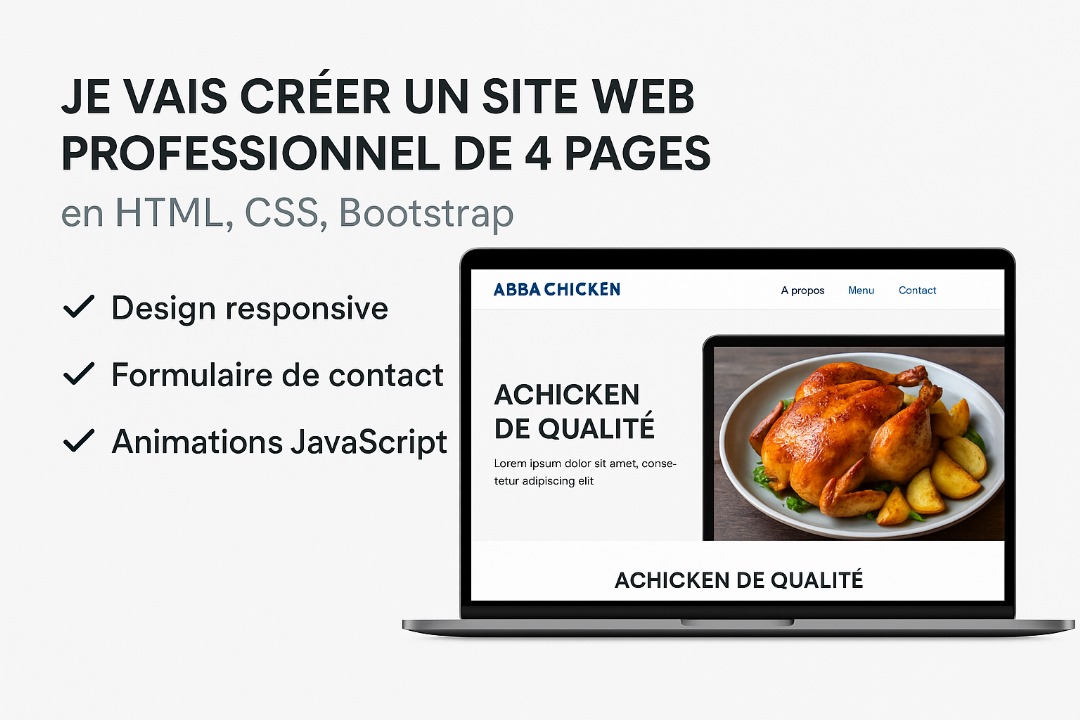 JE VAIS CRÉER UN SITE WEB
PROFESSIONNEL DE 4 PAGES
en HTML, CSS, Bootstrap
Design responsive
Formulaire de contact
Animations JavaScript
ABBA CHICKEN
A propos Menu Contact
ACHICKEN
DE QUALITÉ
Lorem ipsum dolor sit amet, conse-
tetur adipiscing elit
ACHICKEN DE QUALITÉ